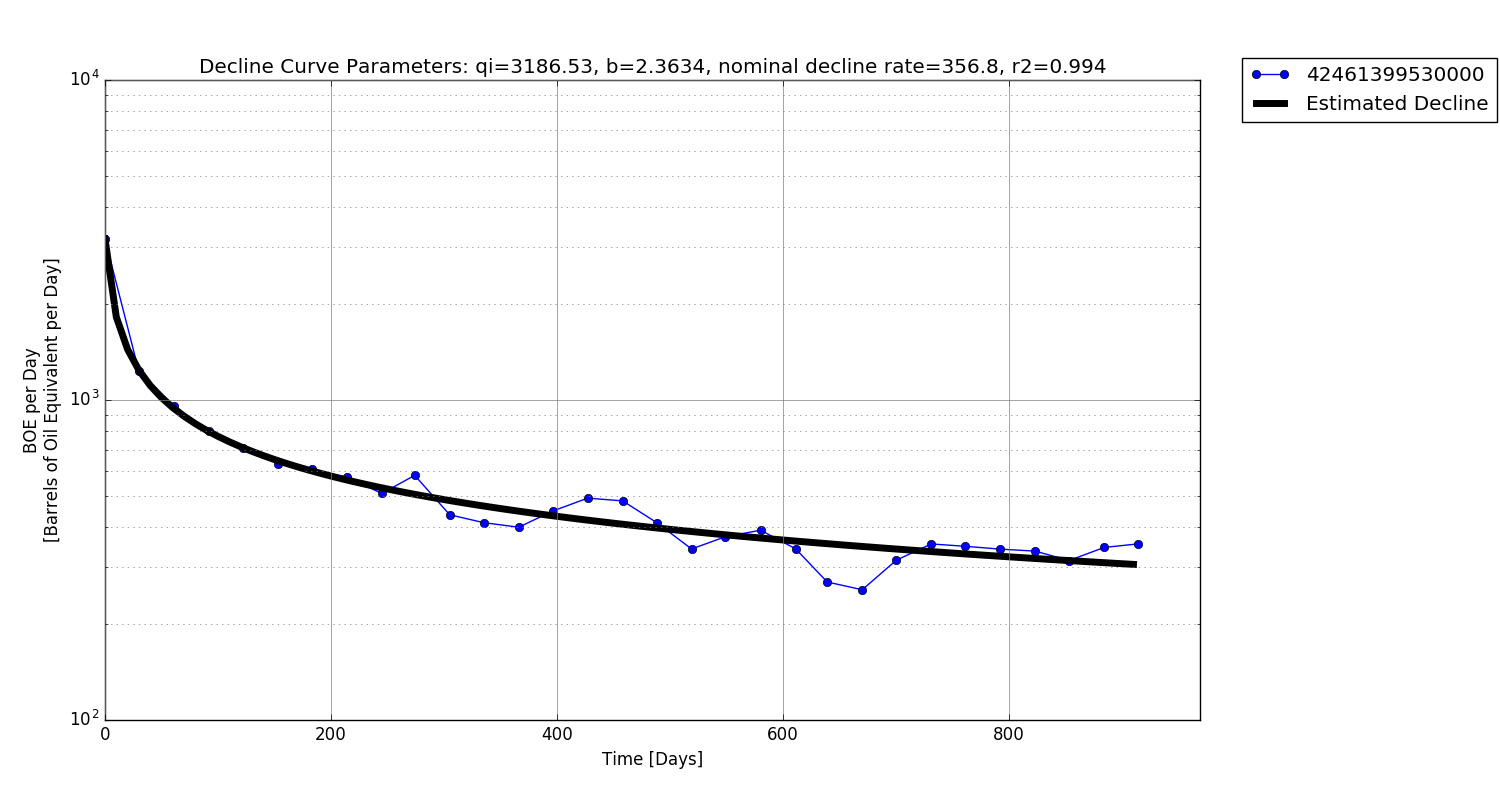 Decline Curve Parameters: qi=3186.53, b=2.3634, nominal decline rate=356.8, r2=0.994
42461399530000
Estimated Decline
10^4
10^3
10^2
BOE per Day
[Barrels of Oil Equivalent per Day]
0 200 400 600 800
Time [Days]